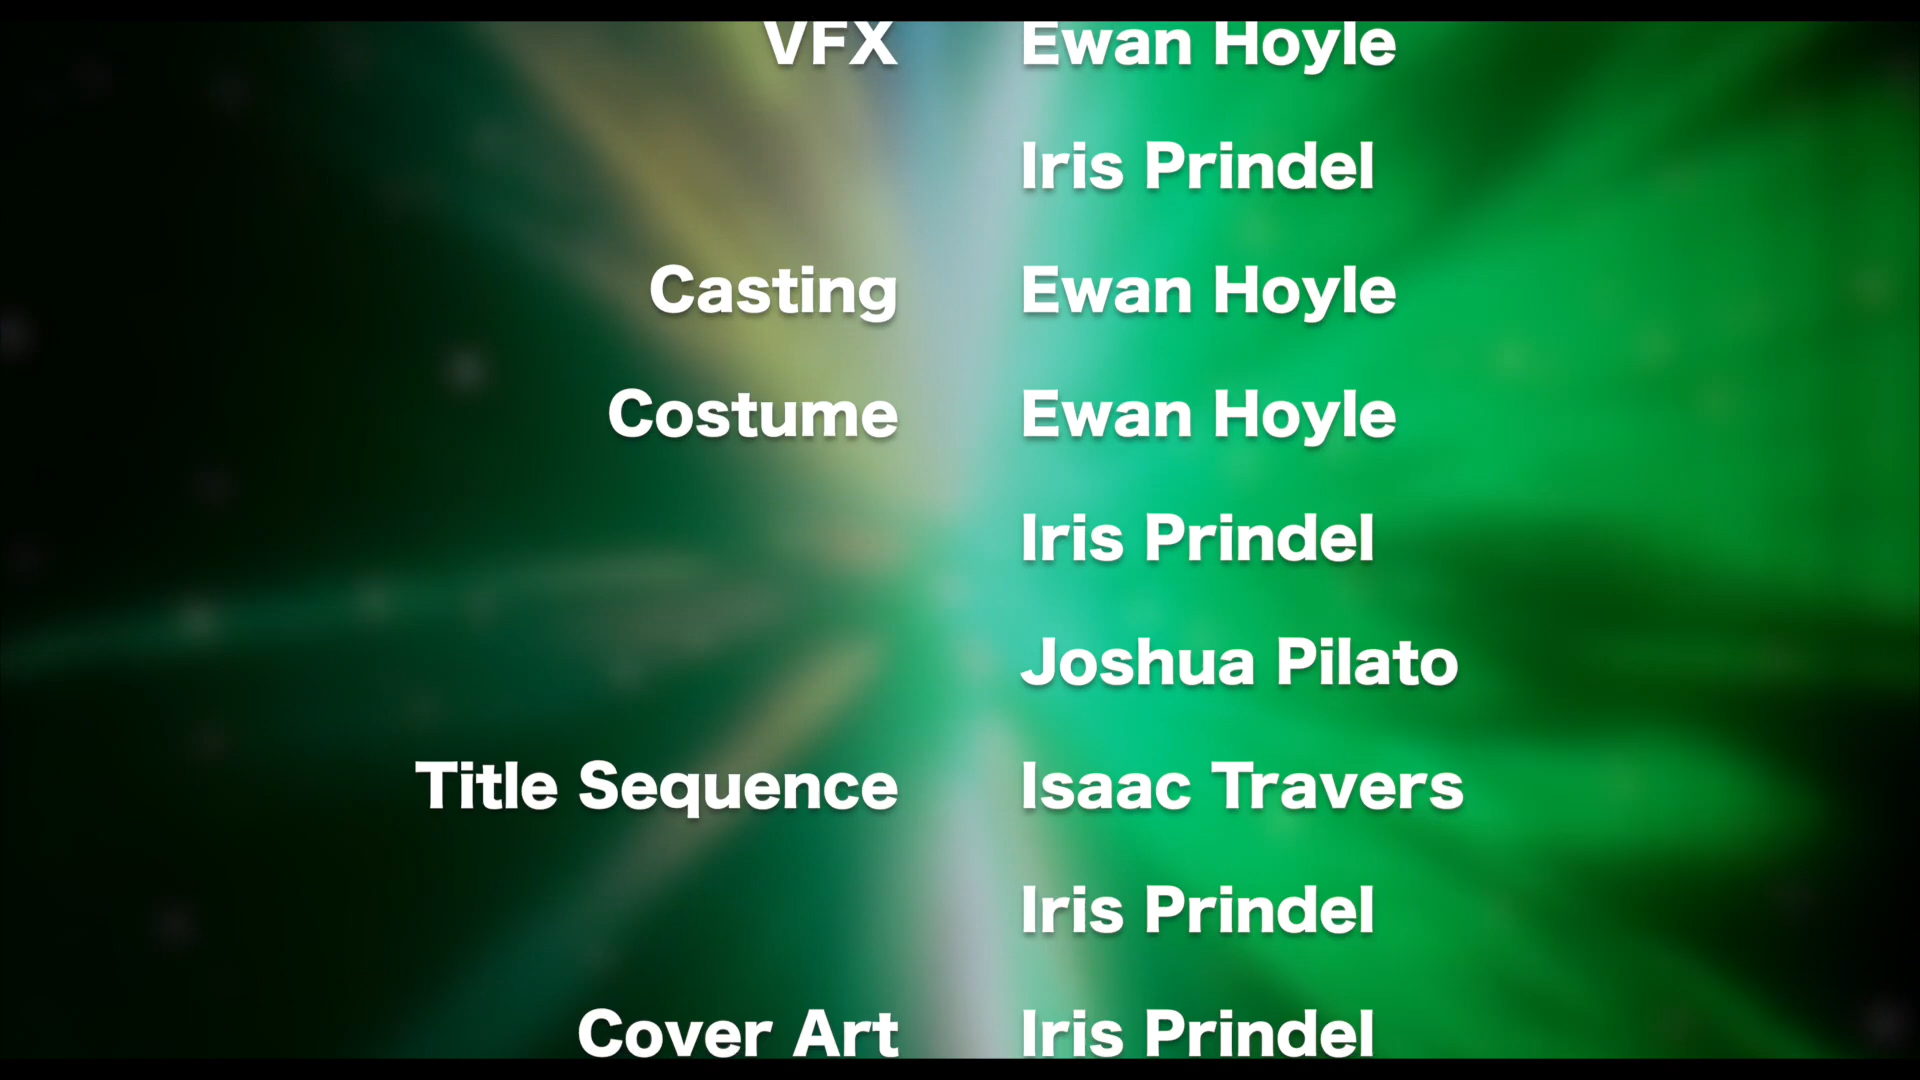 VFX Ewan Hoyle
Iris Prindel
Casting Ewan Hoyle
Costume Ewan Hoyle
Iris Prindel
Joshua Pilato
Title Sequence Isaac Travers
Iris Prindel
Cover Art Iris Prindel